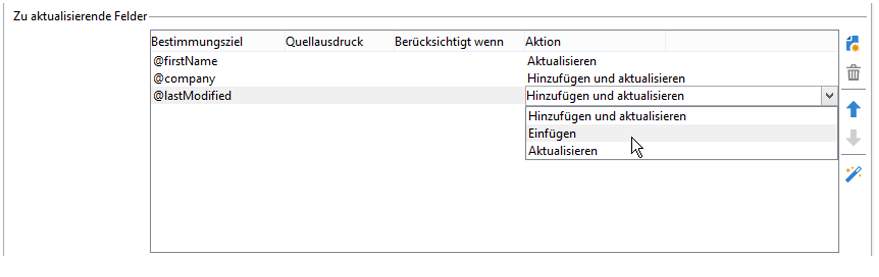 Zu aktualisierende Felder
Bestimmungsziel Quellausdruck Berücksichtigt wenn Aktion
@firstName Aktualisieren
@company Hinzufügen und aktualisieren
@lastModified Hinzufügen und aktualisieren
Hinzufügen und aktualisieren
Einfügen
Aktualisieren